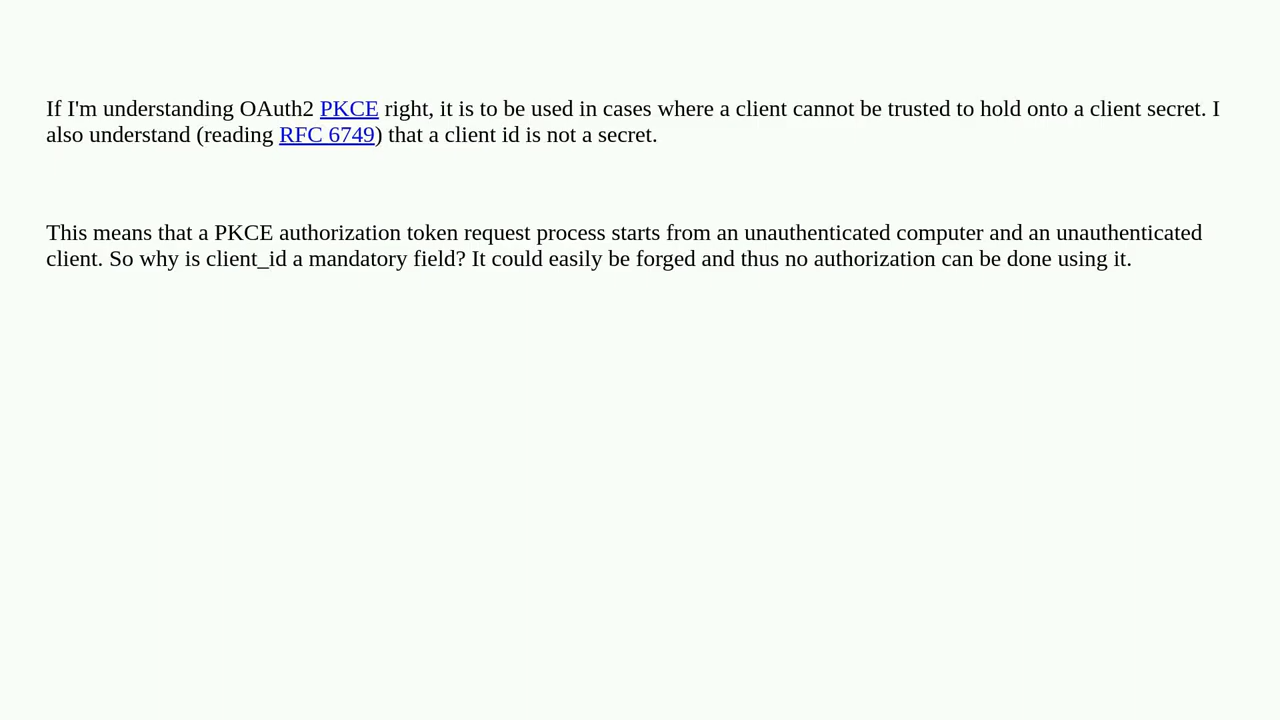 If I'm understanding OAuth2 PKCE right, it is to be used in cases where a client cannot be trusted to hold onto a client secret. I
also understand (reading RFC 6749) that a client id is not a secret.
This means that a PKCE authorization token request process starts from an unauthenticated computer and an unauthenticated
client. So why is client_id a mandatory field? It could easily be forged and thus no authorization can be done using it.